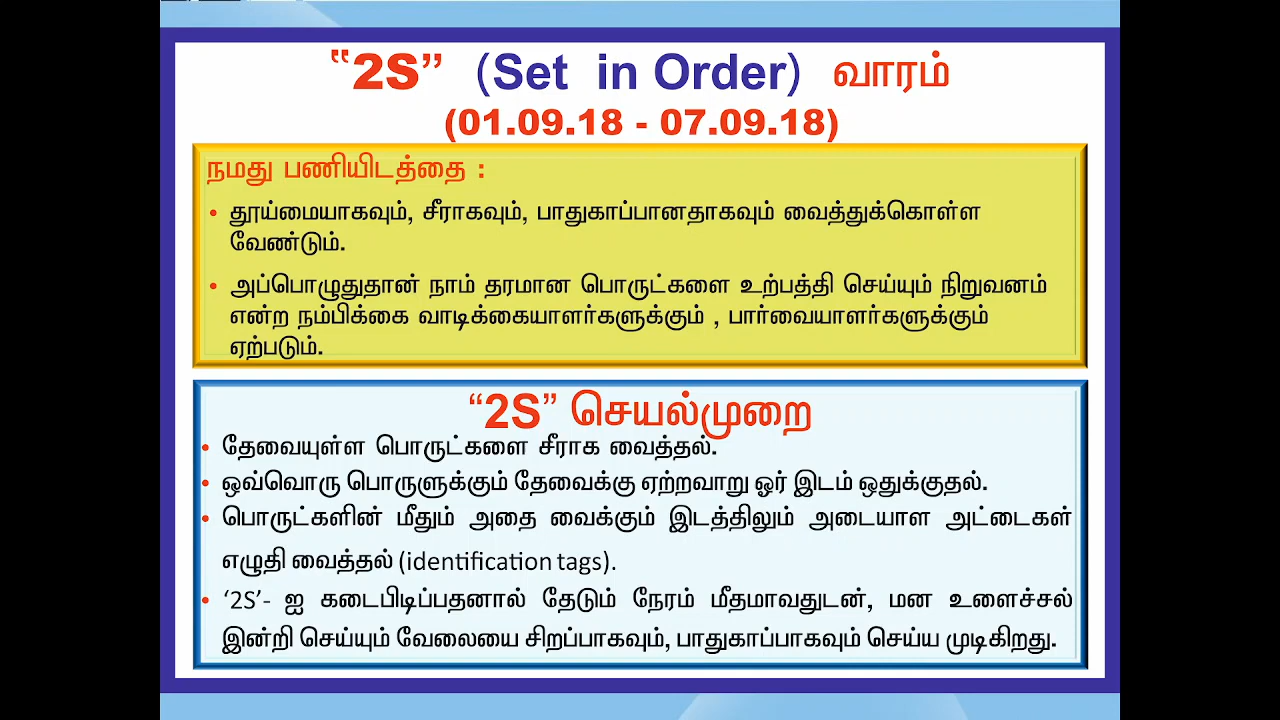 “2S” (Set in Order) வாரம்
(01.09.18 - 07.09.18)
நமது பணியிடத்தை :
• தூய்மையாகவும், சீராகவும், பாதுகாப்பானதாகவும் வைத்துக்கொள்ள
வேண்டும்.
• அப்பொழுதுதான் நாம் தரமான பொருட்களை உற்பத்தி செய்யும் நிறுவனம்
என்ற நம்பிக்கை வாடிக்கையாளர்களுக்கும் , பார்வையாளர்களுக்கும்
ஏற்படும்.
“2S” செயல்முறை
• தேவையுள்ள பொருட்களை சீராக வைத்தல்.
• ஒவ்வொரு பொருளுக்கும் தேவைக்கு ஏற்றவாறு ஓர் இடம் ஒதுக்குதல்.
• பொருட்களின் மீதும் அதை வைக்கும் இடத்திலும் அடையாள அட்டைகள்
எழுதி வைத்தல் (identification tags).
• ‘2S’- ஐ கடைபிடிப்பதனால் தேடும் நேரம் மீதமாவதுடன், மன உளைச்சல்
இன்றி செய்யும் வேலையை சிறப்பாகவும், பாதுகாப்பாகவும் செய்ய முடிகிறது.